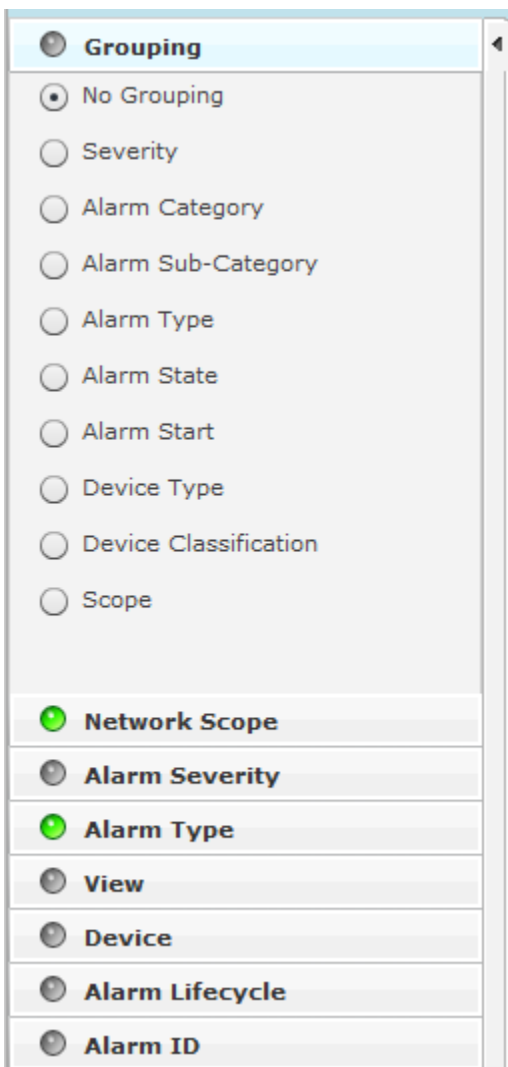 Grouping
No Grouping
Severity
Alarm Category
Alarm Sub-Category
Alarm Type
Alarm State
Alarm Start
Device Type
Device Classification
Scope
Network Scope
Alarm Severity
Alarm Type
View
Device
Alarm Lifecycle
Alarm ID